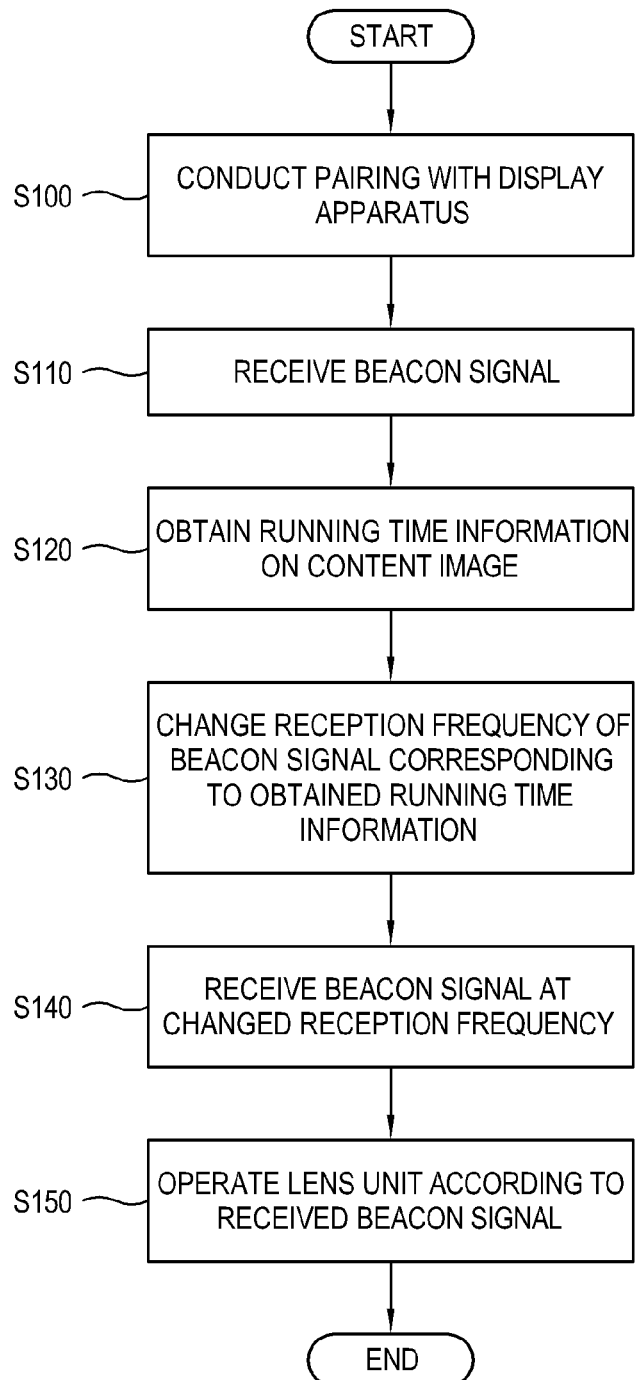 START
S100
CONDUCT PAIRING WITH DISPLAY
APPARATUS
S110
RECEIVE BEACON SIGNAL
S120
OBTAIN RUNNING TIME INFORMATION
ON CONTENT IMAGE
S130
CHANGE RECEPTION FREQUENCY OF
BEACON SIGNAL CORRESPONDING
TO OBTAINED RUNNING TIME
INFORMATION
S140
RECEIVE BEACON SIGNAL AT
CHANGED RECEPTION FREQUENCY
S150
OPERATE LENS UNIT ACCORDING TO
RECEIVED BEACON SIGNAL
END